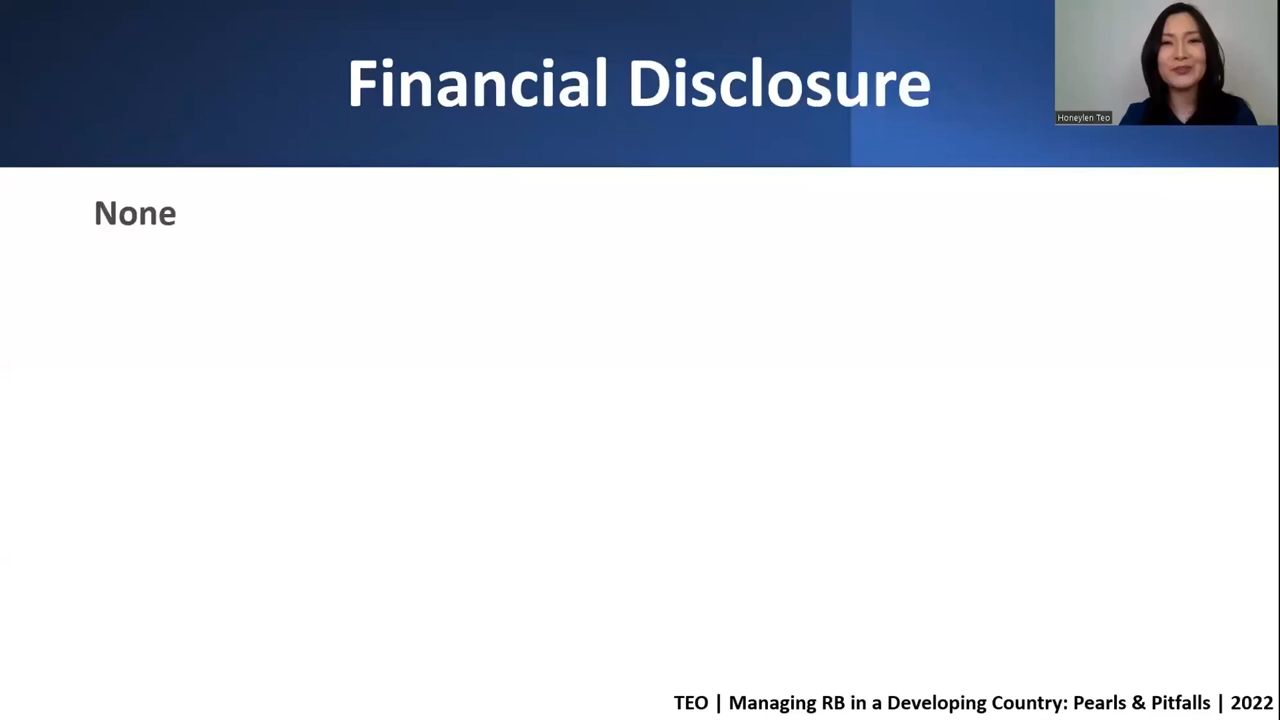 Financial Disclosure
Honeylen Teo
None
TEO | Managing RB in a Developing Country: Pearls & Pitfalls | 2022